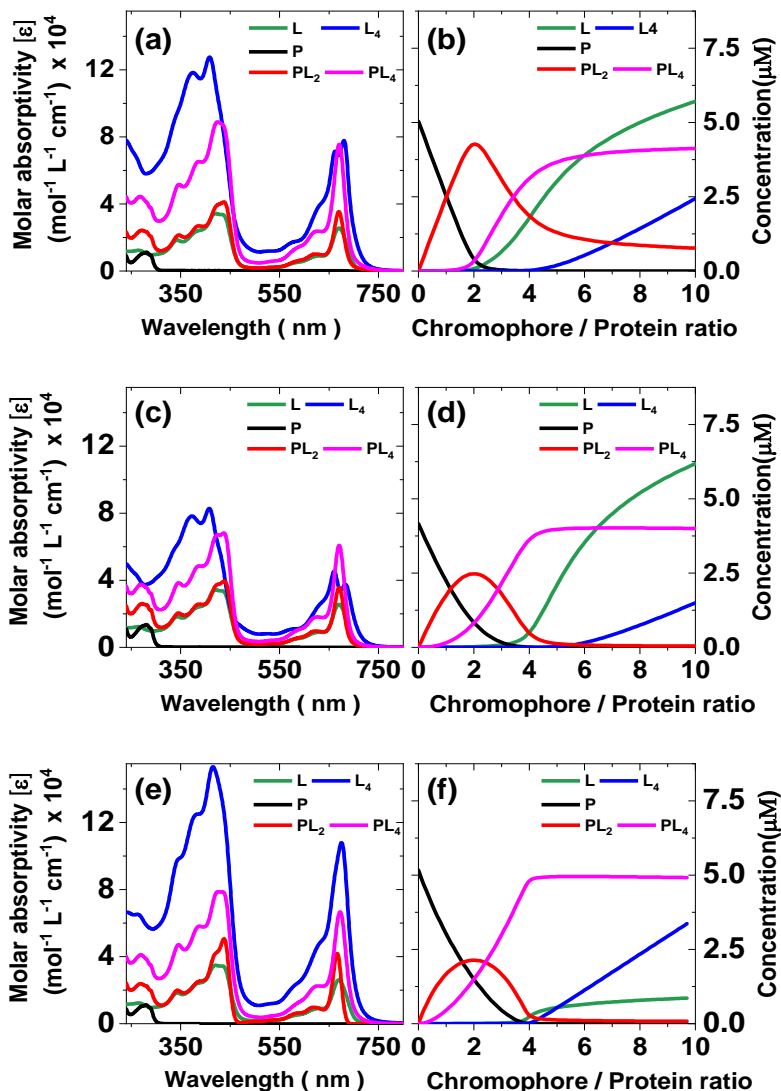 (a)
L L₄
P
PL₂ PL₄
12
8
4
0
350 550 750
Wavelength ( nm )
Molar absorptivity [ε]
(mol⁻¹ L⁻¹ cm⁻¹) x 10⁴
(b)
L L4
P
PL₂ PL₄
7.5
5.0
2.5
0.0
0 2 4 6 8 10
Chromophore / Protein ratio
Concentration(μM)
(c)
L L₄
P
PL₂ PL₄
12
8
4
0
350 550 750
Wavelength ( nm )
Molar absorptivity [ε]
(mol⁻¹ L⁻¹ cm⁻¹) x 10⁴
(d)
L L₄
P
PL₂ PL₄
7.5
5.0
2.5
0.0
0 2 4 6 8 10
Chromophore / Protein ratio
Concentration(μM)
(e)
L L₄
P
PL₂ PL₄
12
8
4
0
350 550 750
Wavelength ( nm )
Molar absorptivity [ε]
(mol⁻¹ L⁻¹ cm⁻¹) x 10⁴
(f)
L L₄
P
PL₂ PL₄
7.5
5.0
2.5
0.0
0 2 4 6 8 10
Chromophore / Protein ratio
Concentration(μM)